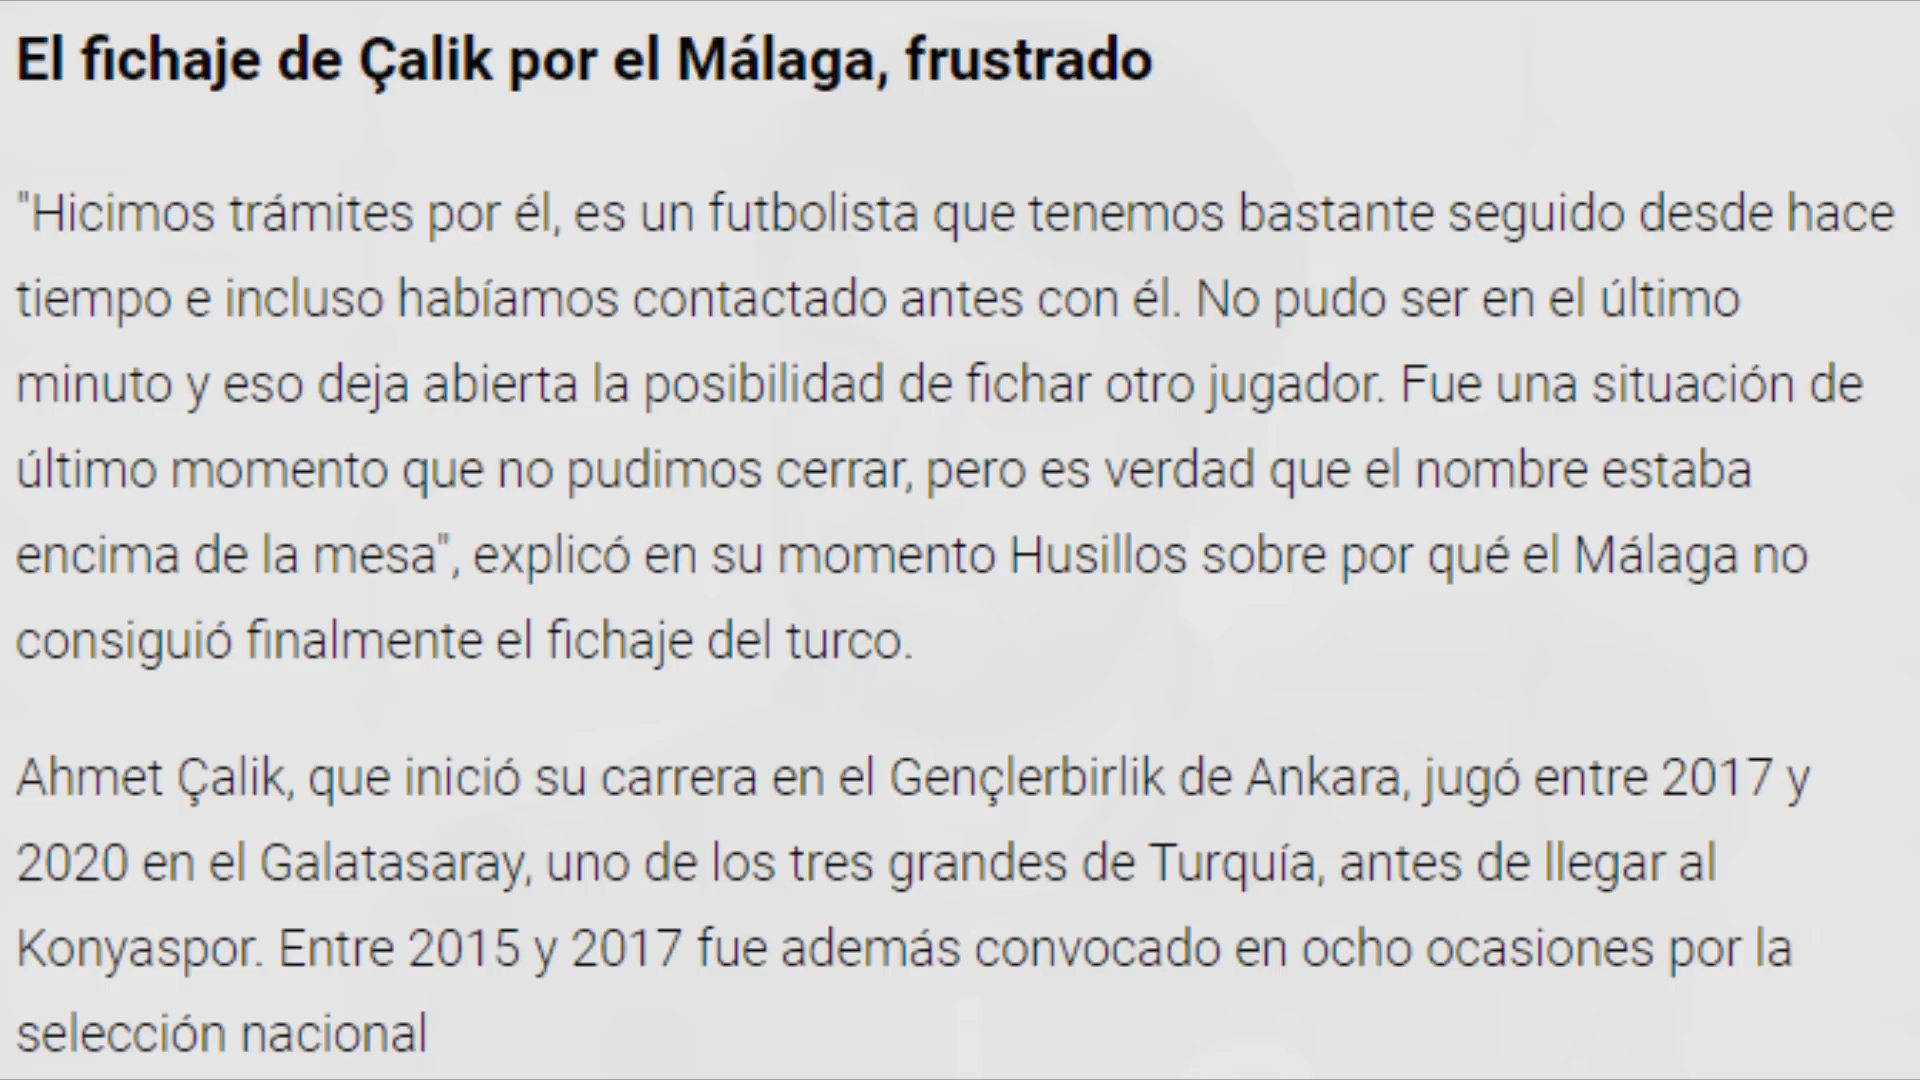 El fichaje de Çalik por el Málaga, frustrado
"Hicimos trámites por él, es un futbolista que tenemos bastante seguido desde hace
tiempo e incluso habíamos contactado antes con él. No pudo ser en el último
minuto y eso deja abierta la posibilidad de fichar otro jugador. Fue una situación de
último momento que no pudimos cerrar, pero es verdad que el nombre estaba
encima de la mesa", explicó en su momento Husillos sobre por qué el Málaga no
consiguió finalmente el fichaje del turco.
Ahmet Çalik, que inició su carrera en el Gençlerbirlik de Ankara, jugó entre 2017 y
2020 en el Galatasaray, uno de los tres grandes de Turquía, antes de llegar al
Konyaspor. Entre 2015 y 2017 fue además convocado en ocho ocasiones por la
selección nacional